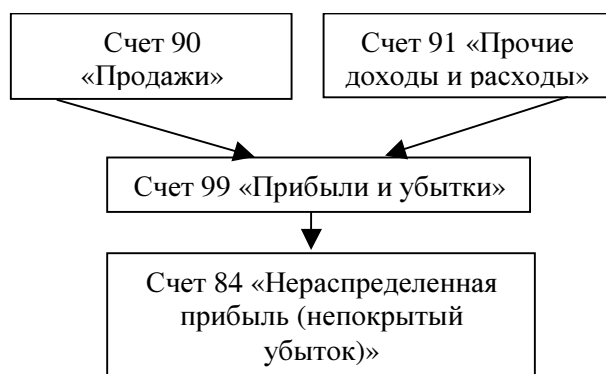 Счет 90
«Продажи»
Счет 91 «Прочие
доходы и расходы»
Счет 99 «Прибыли и убытки»
Счет 84 «Нераспределенная
прибыль (непокрытый
убыток)»